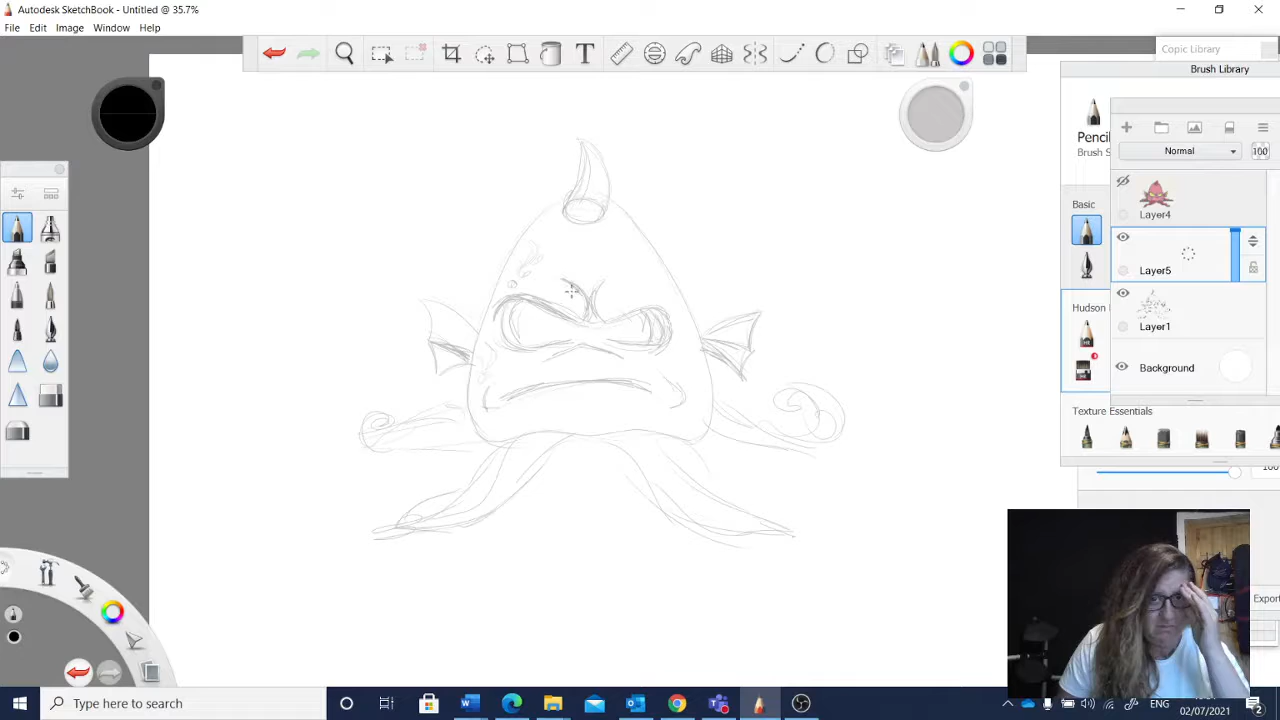 Autodesk SketchBook - Untitled @ 35.7%
File Edit Image Window Help
Copic Library
Brush Library
Pencil
Brush S
Normal 100
Layer4
Basic
Layer5
Hudson
Layer1
Background
Texture Essentials
100
Export
Type here to search
ENG
02/07/2021
2